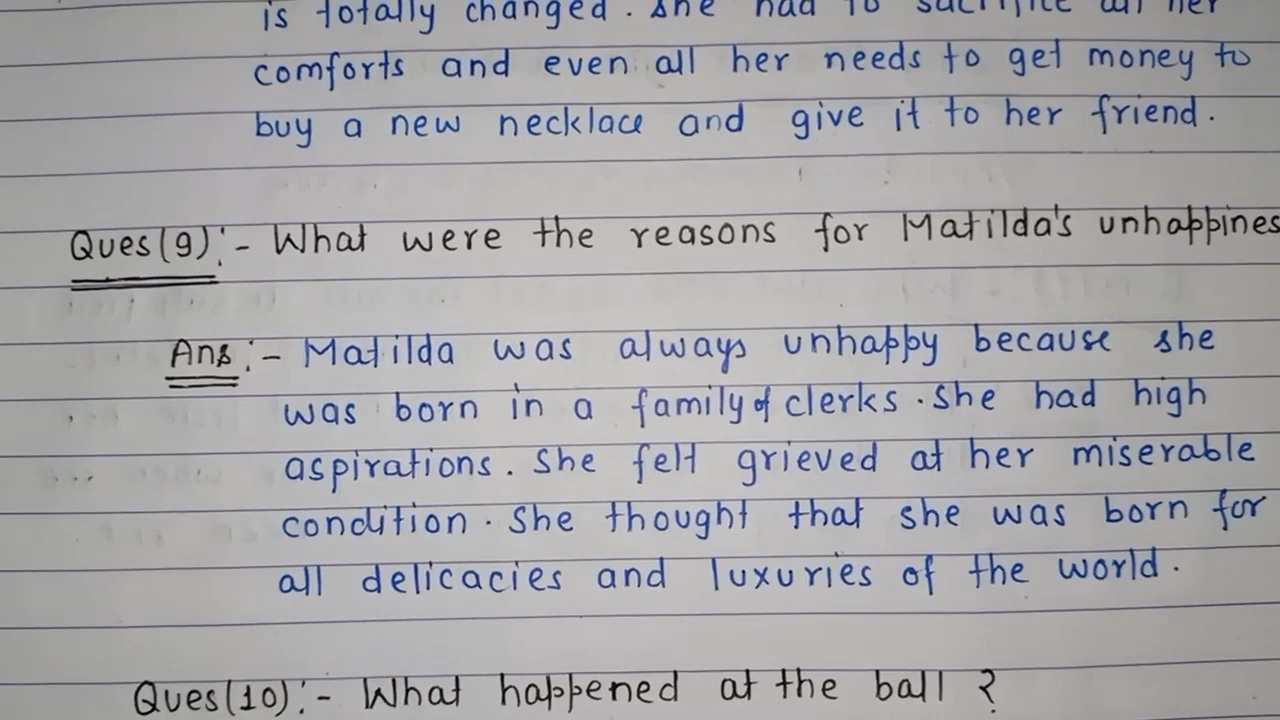 is totally changed. She had to sacrifice all her
comforts and even all her needs to get money to
buy a new necklace and give it to her friend.
Ques(9):- What were the reasons for Matilda's unhappines
Ans:- Matilda was always unhappy because she
was born in a family of clerks. She had high
aspirations. She felt grieved at her miserable
condition. She thought that she was born for
all delicacies and luxuries of the world.
Ques(10):- What happened at the ball ?